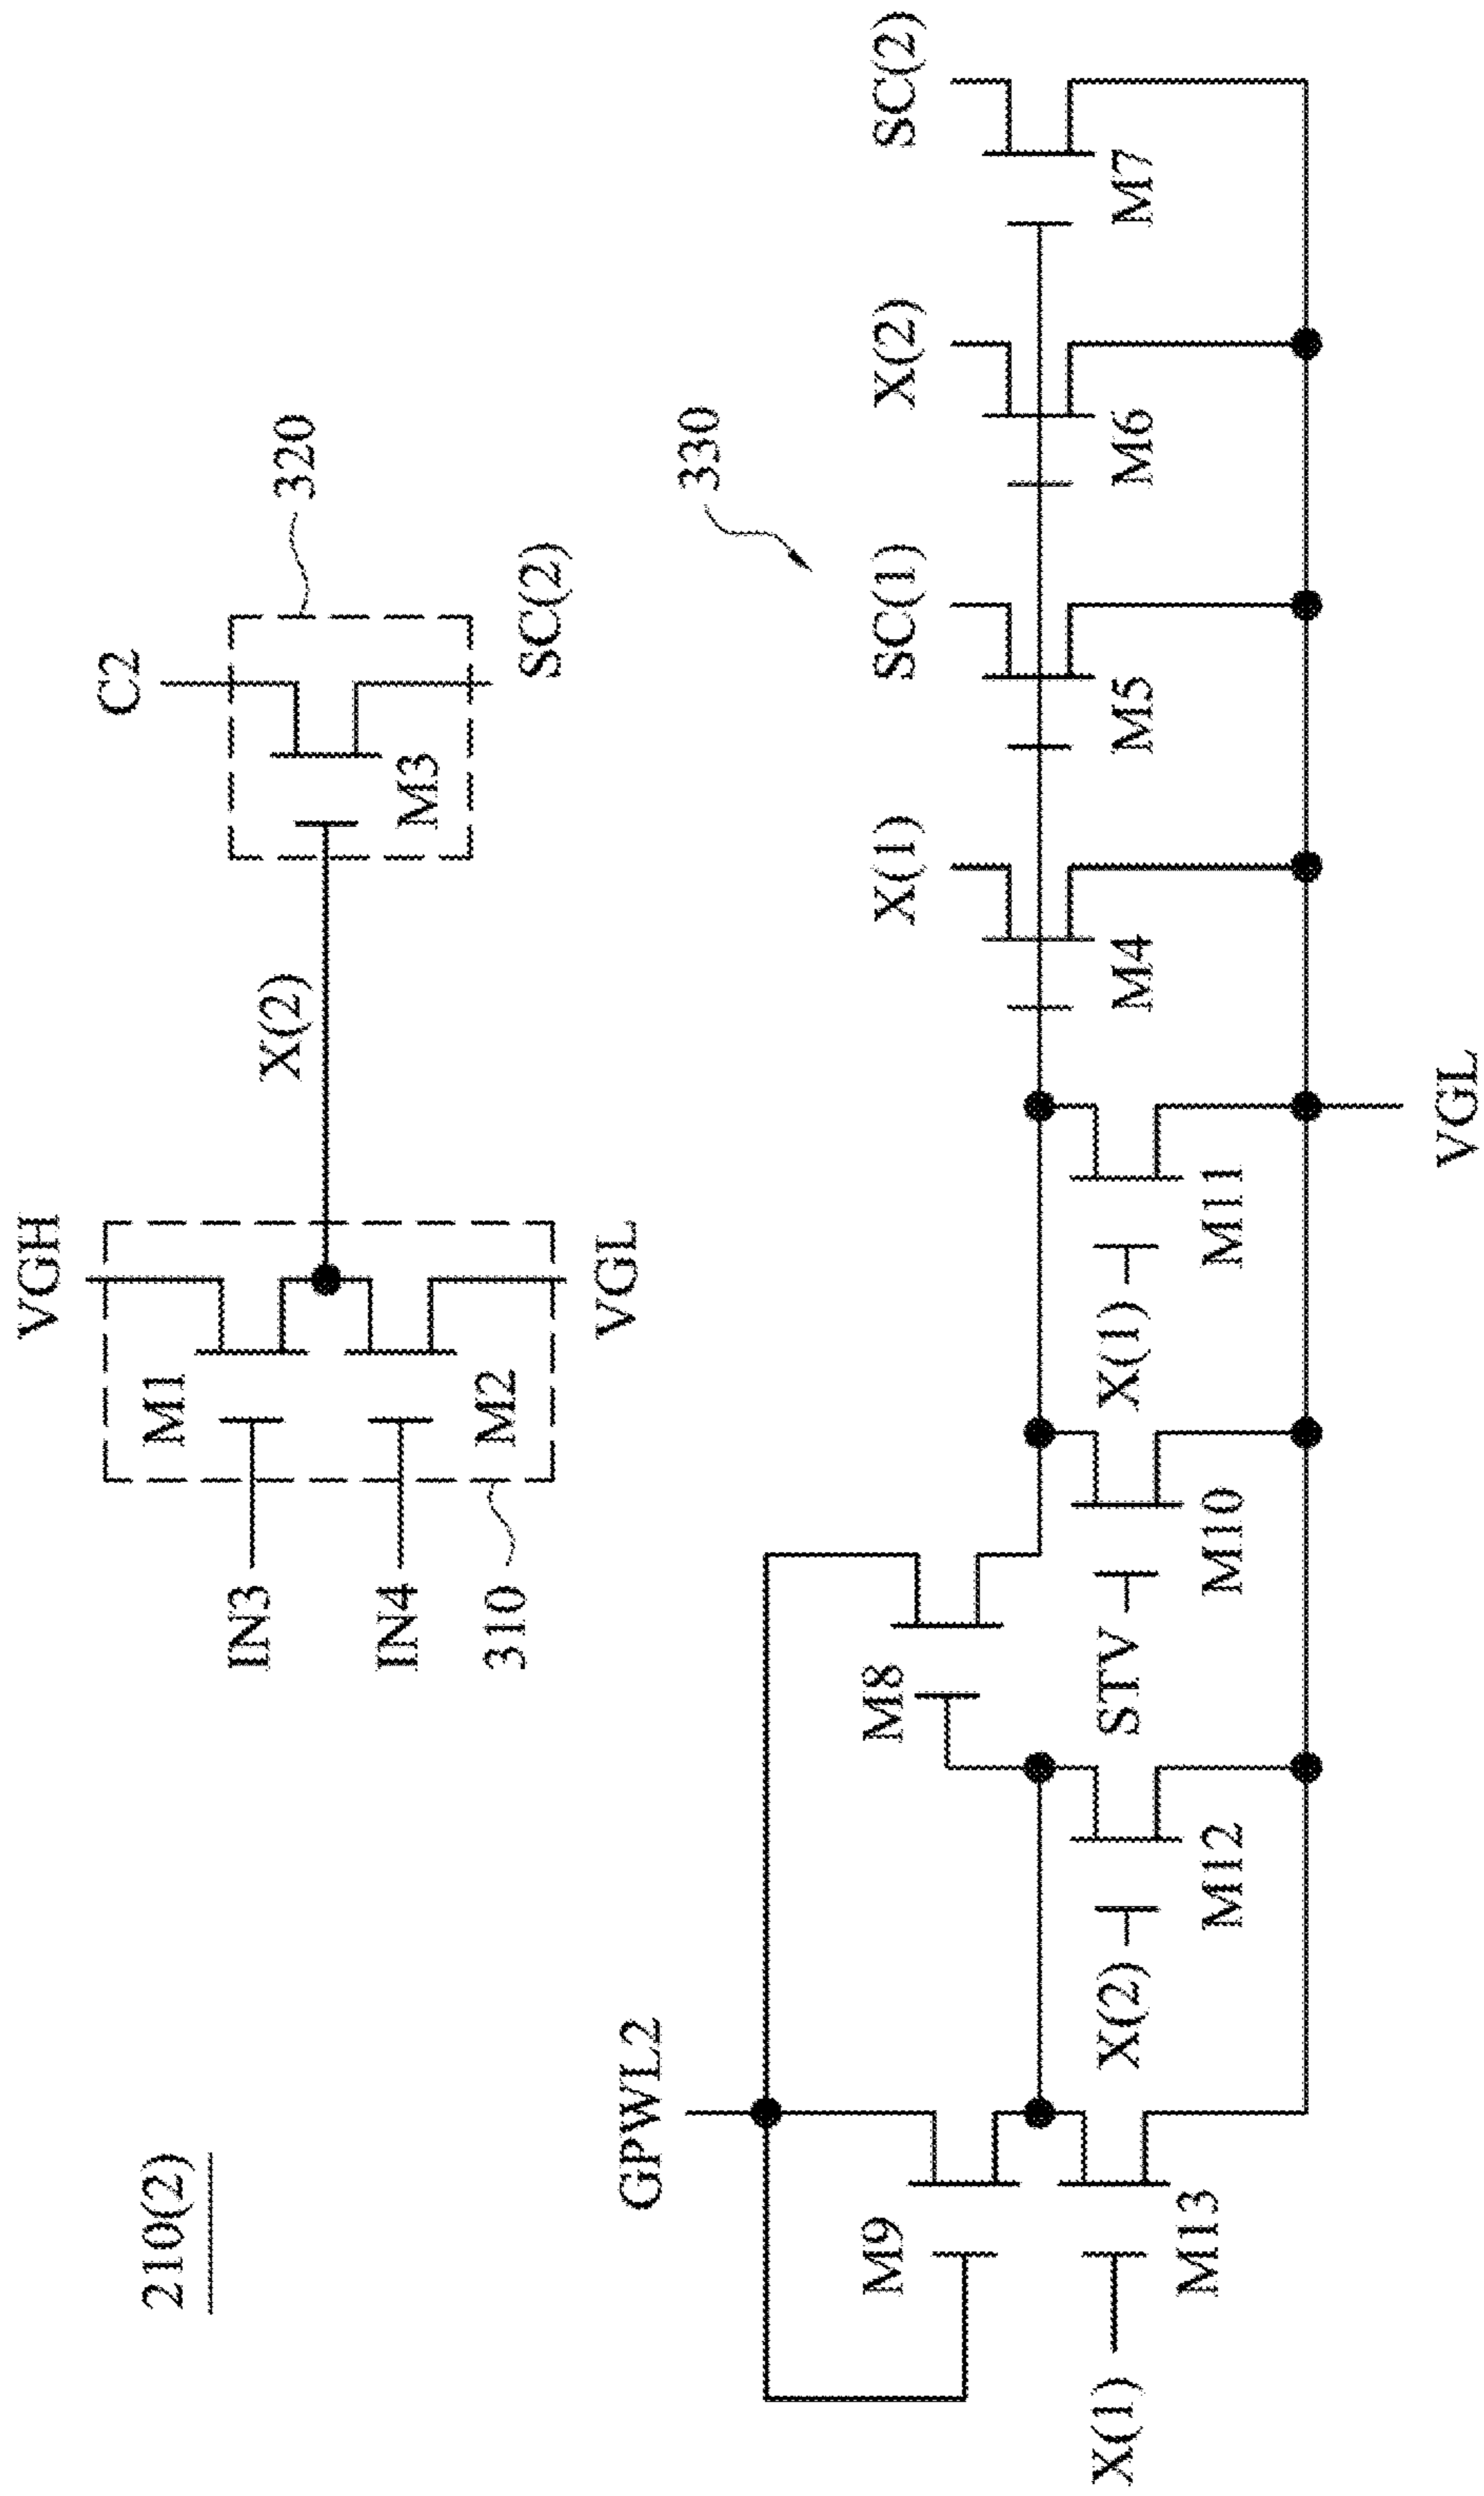 210(2)
VGH
C2
IN3
M1
X(2)
320
IN4
M2
M3
310
VGL
SC(2)
GPWL2
330
M9
M8
X(1)
SC(1)
X(2)
SC(2)
X(1)
X(2)
STV
X(1)
M4
M5
M6
M7
M13
M12
M10
M11
VGL